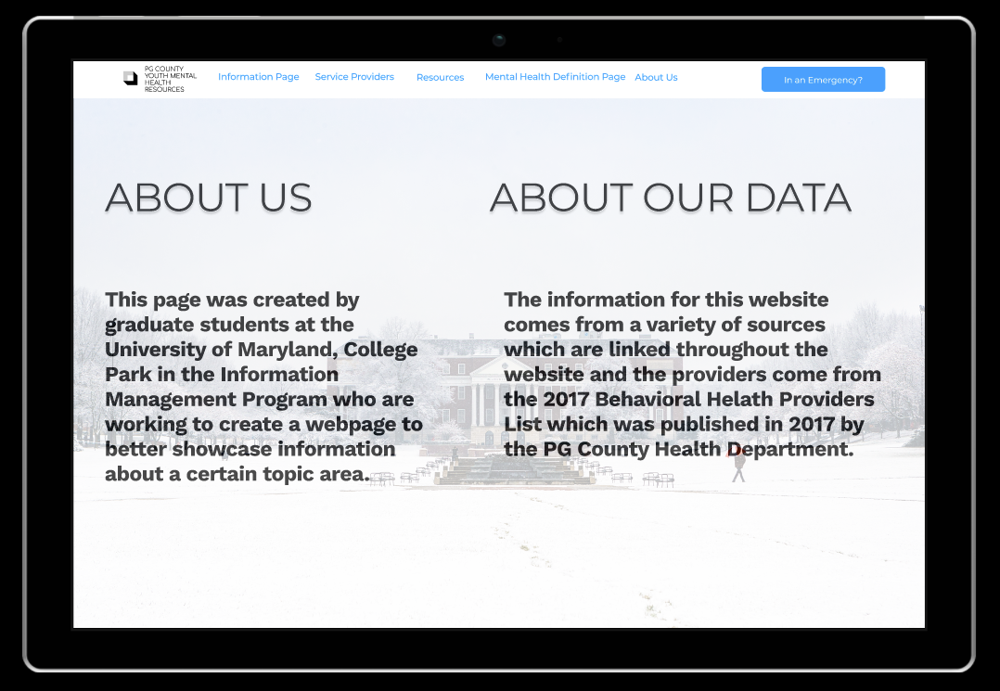 PG COUNTY
YOUTH MENTAL
HEALTH
RESOURCES
Information Page
Service Providers
Resources
Mental Health Definition Page
About Us
In an Emergency?
ABOUT US
This page was created by
graduate students at the
University of Maryland, College
Park in the Information
Management Program who are
working to create a webpage to
better showcase information
about a certain topic area.
ABOUT OUR DATA
The information for this website
comes from a variety of sources
which are linked throughout the
website and the providers come from
the 2017 Behavioral Helath Providers
List which was published in 2017 by
the PG County Health Department.